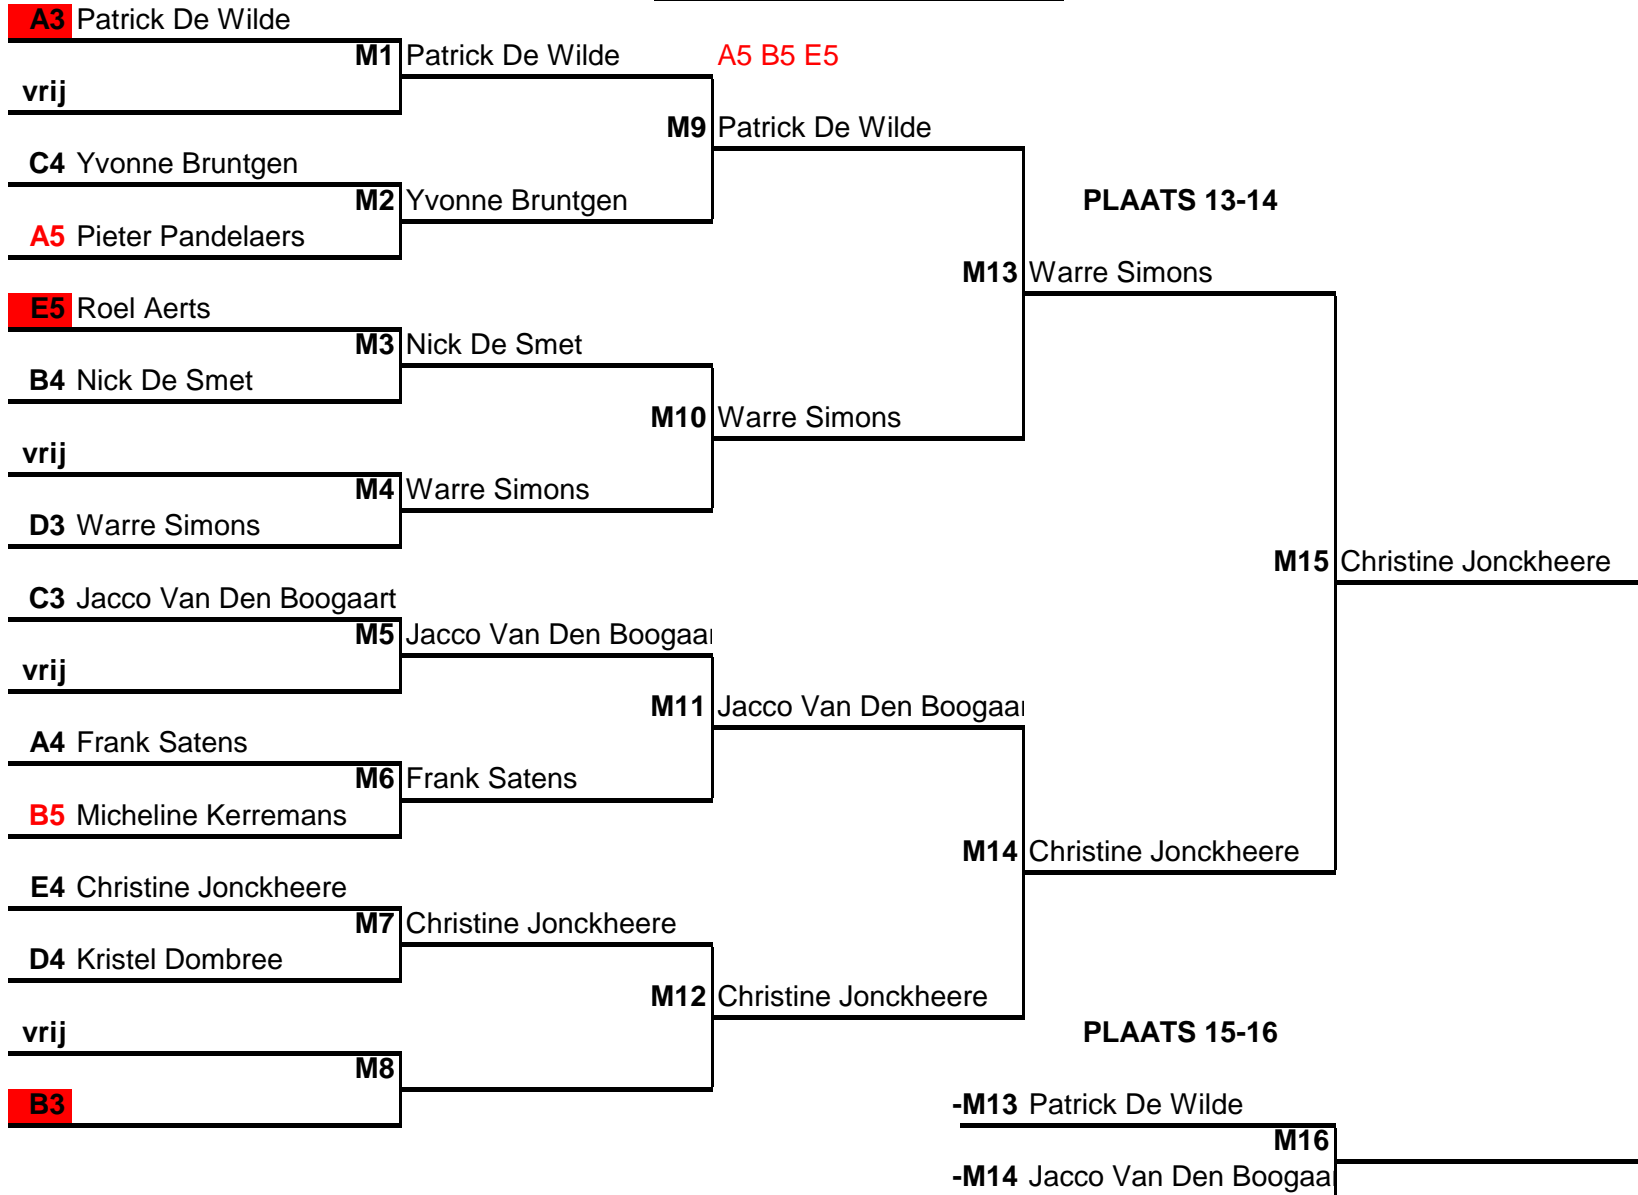 A3 Patrick De Wilde
M1 Patrick De Wilde A5 B5 E5
vrij
M9 Patrick De Wilde
C4 Yvonne Bruntgen
M2 Yvonne Bruntgen PLAATS 13-14
A5 Pieter Pandelaers
M13 Warre Simons
E5 Roel Aerts
M3 Nick De Smet
B4 Nick De Smet
M10 Warre Simons
vrij
M4 Warre Simons
D3 Warre Simons
M15 Christine Jonckheere
C3 Jacco Van Den Boogaart
M5 Jacco Van Den Boogaar
vrij
M11 Jacco Van Den Boogaar
A4 Frank Satens
M6 Frank Satens
B5 Micheline Kerremans
M14 Christine Jonckheere
E4 Christine Jonckheere
M7 Christine Jonckheere
D4 Kristel Dombree
M12 Christine Jonckheere
vrij PLAATS 15-16
M8
B3 -M13 Patrick De Wilde
M16
-M14 Jacco Van Den Boogaar